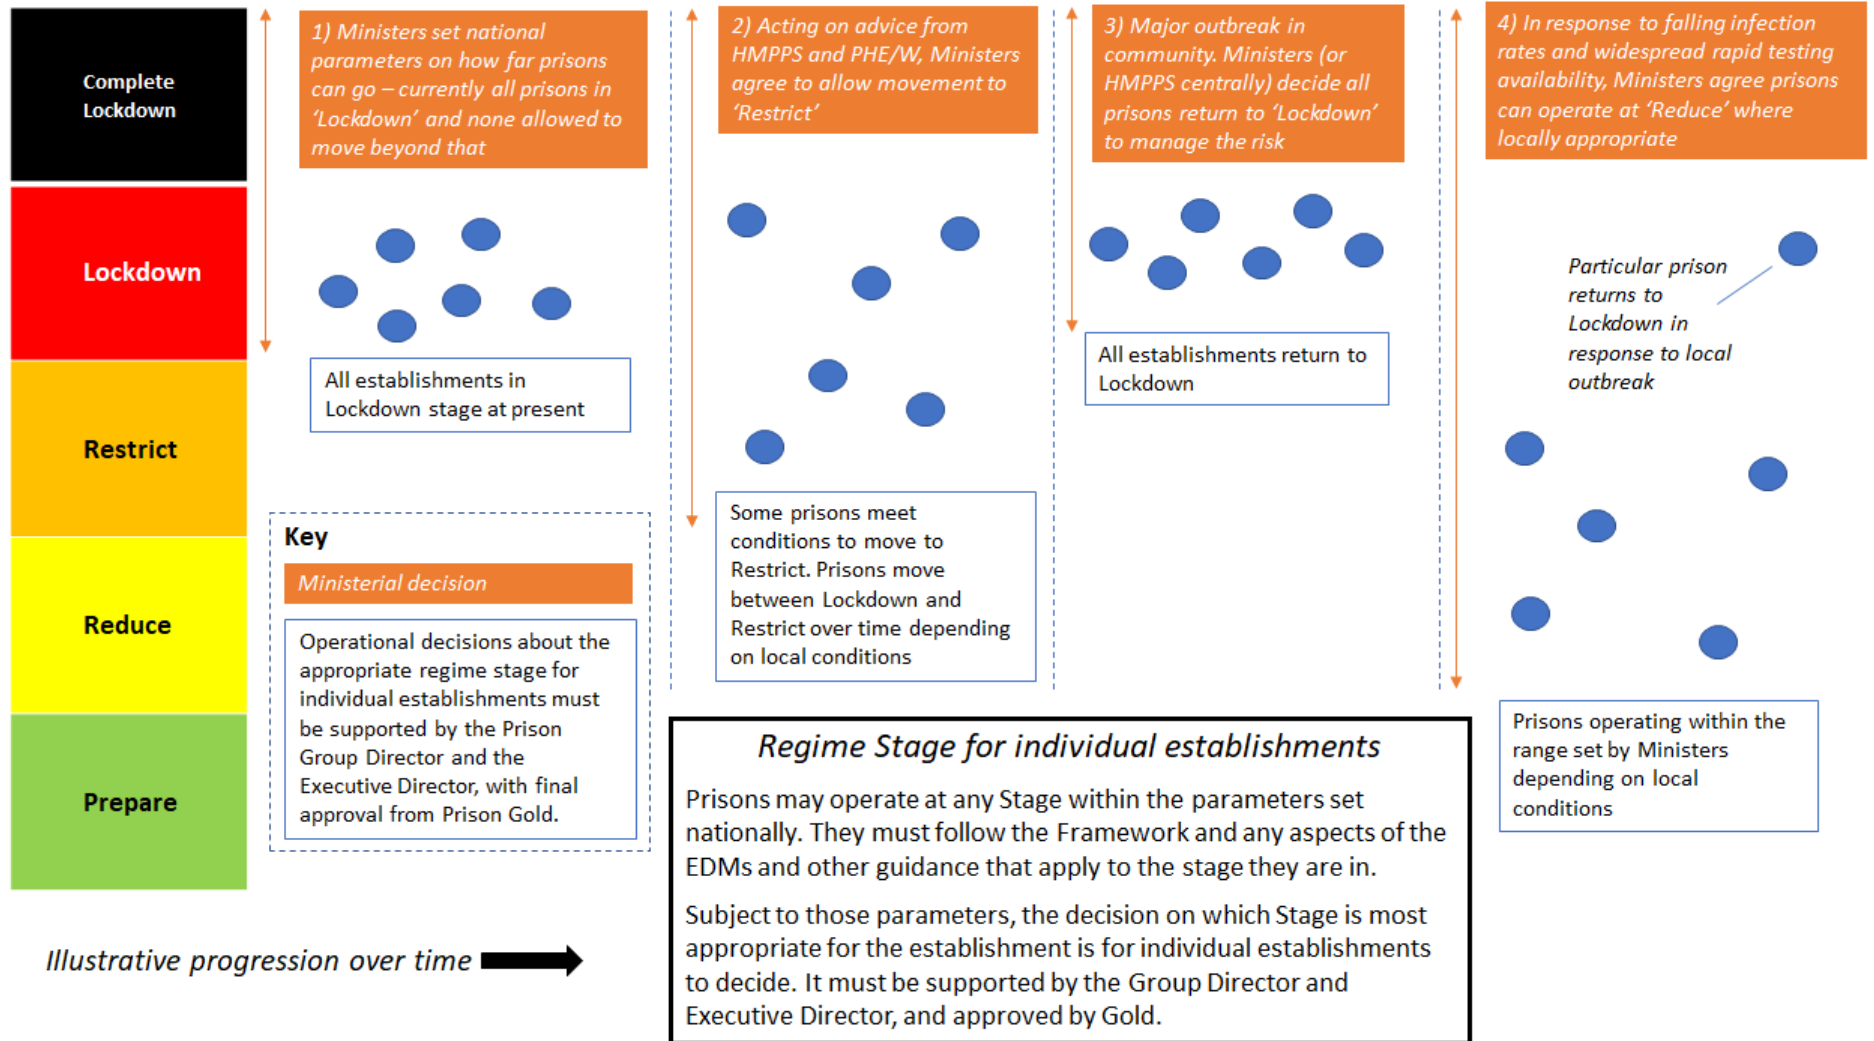 Complete
Lockdown
Lockdown
Restrict
Reduce
Prepare
1) Ministers set national
parameters on how far prisons
can go – currently all prisons in
‘Lockdown’ and none allowed to
move beyond that
All establishments in
Lockdown stage at present
Key
Ministerial decision
Operational decisions about the
appropriate regime stage for
individual establishments must
be supported by the Prison
Group Director and the
Executive Director, with final
approval from Prison Gold.
2) Acting on advice from
HMPPS and PHE/W, Ministers
agree to allow movement to
‘Restrict’
Some prisons meet
conditions to move to
Restrict. Prisons move
between Lockdown and
Restrict over time depending
on local conditions
3) Major outbreak in
community. Ministers (or
HMPPS centrally) decide all
prisons return to ‘Lockdown’
to manage the risk
All establishments return to
Lockdown
4) In response to falling infection
rates and widespread rapid testing
availability, Ministers agree prisons
can operate at ‘Reduce’ where
locally appropriate
Particular prison
returns to
Lockdown in
response to local
outbreak
Prisons operating within the
range set by Ministers
depending on local
conditions
Regime Stage for individual establishments
Prisons may operate at any Stage within the parameters set
nationally. They must follow the Framework and any aspects of the
EDMs and other guidance that apply to the stage they are in.
Subject to those parameters, the decision on which Stage is most
appropriate for the establishment is for individual establishments
to decide. It must be supported by the Group Director and
Executive Director, and approved by Gold.
Illustrative progression over time